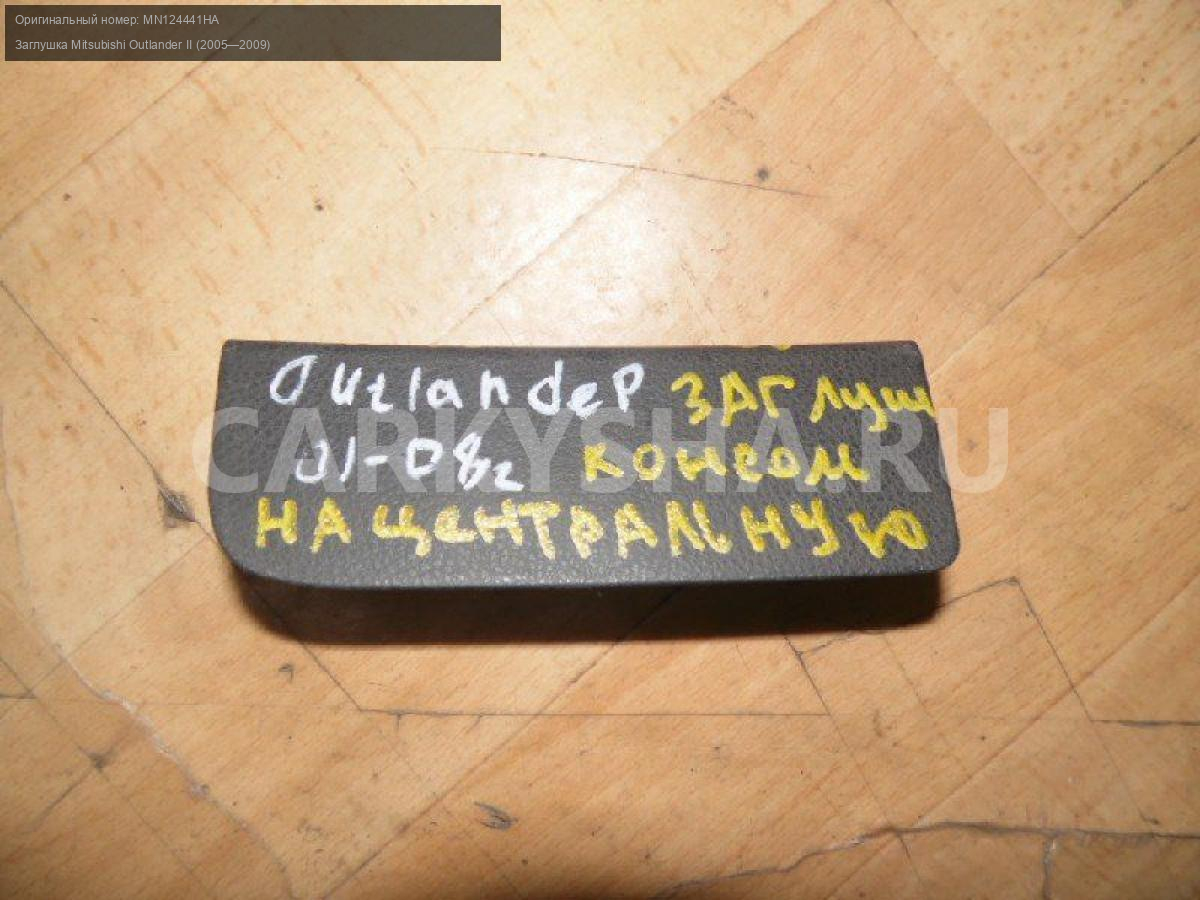 Оригинальный номер: MN124441HA
Заглушка Mitsubishi Outlander II (2005—2009)
Outlander ЗАГлуш
01-08г консол
НА ЦЕНТРАЛЬНУЮ
CARKYSHA.RU